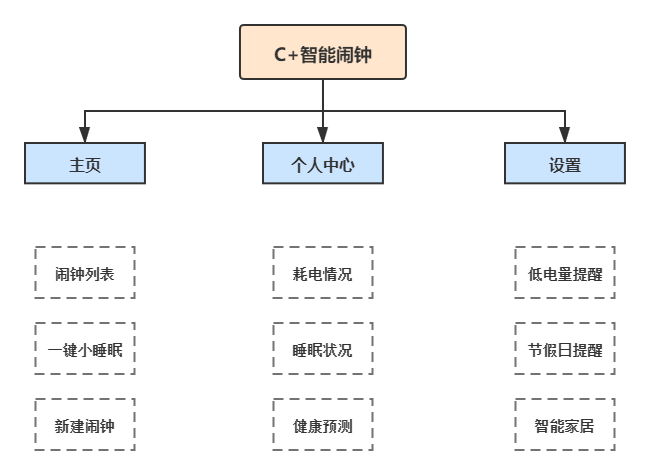 C+智能闹钟
主页
个人中心
设置
闹钟列表
耗电情况
低电量提醒
一键小睡眠
睡眠状况
节假日提醒
新建闹钟
健康预测
智能家居